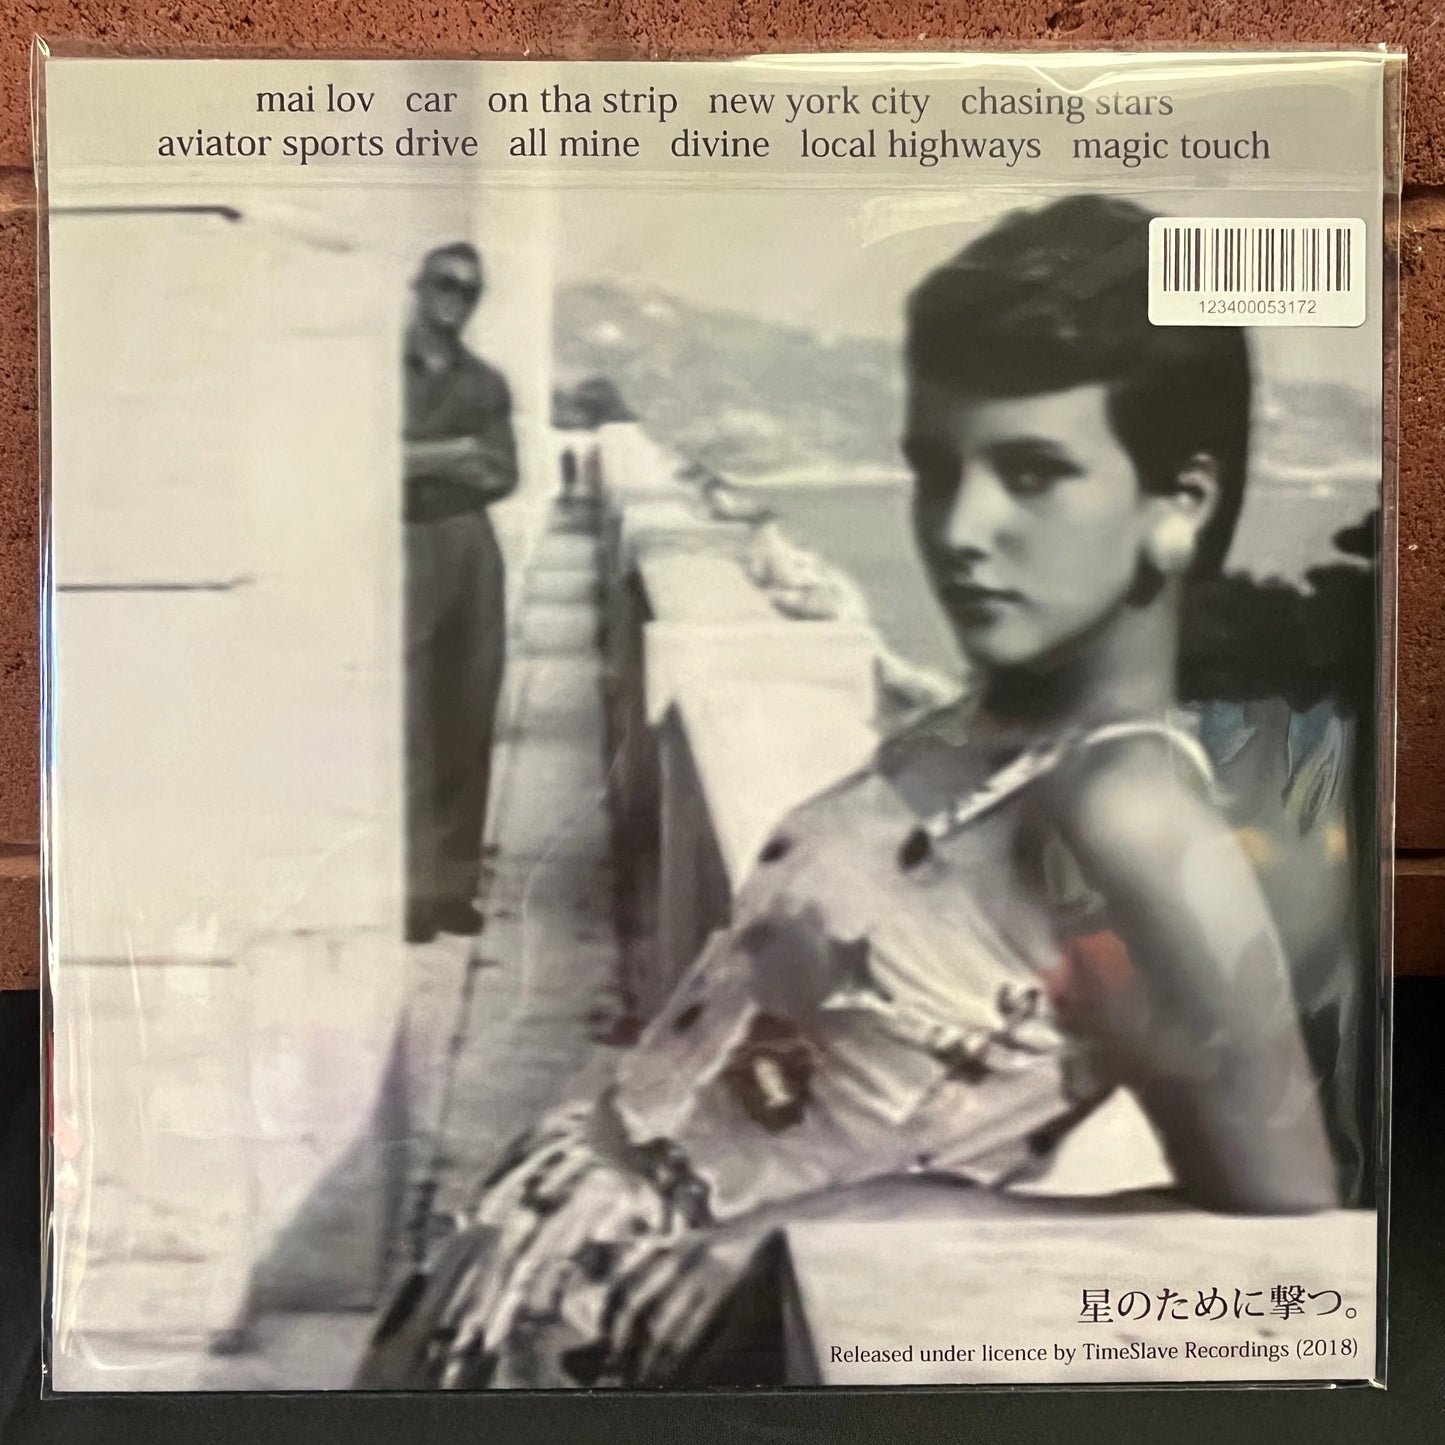 mai lov car on tha strip new york city chasing stars
aviator sports drive all mine divine local highways magic touch
123400053172
星のために撃つ。
Released under licence by TimeSlave Recordings (2018)